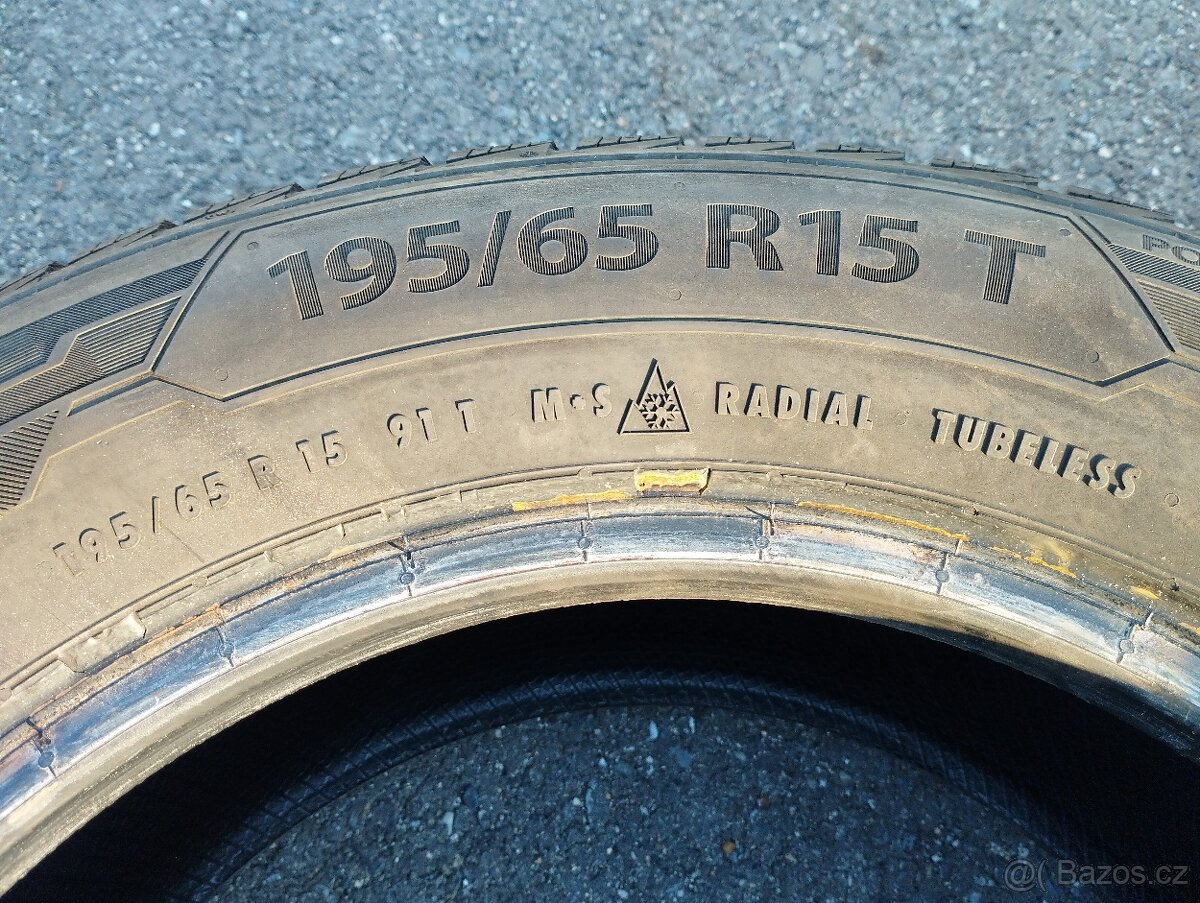 195/65 R15 T
195/65 R 15 91 T M•S RADIAL TUBELESS
@( Bazos.cz